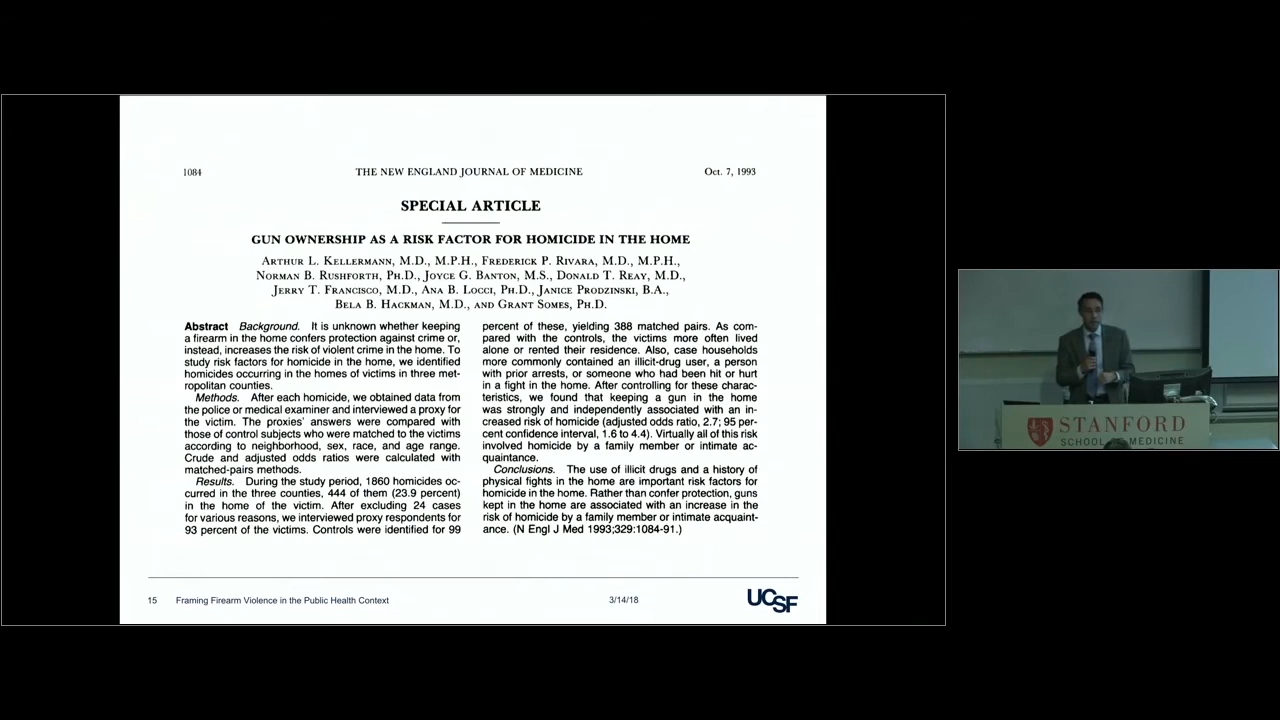 1084 THE NEW ENGLAND JOURNAL OF MEDICINE Oct. 7, 1993
SPECIAL ARTICLE
GUN OWNERSHIP AS A RISK FACTOR FOR HOMICIDE IN THE HOME
ARTHUR L. KELLERMANN, M.D., M.P.H., FREDERICK P. RIVARA, M.D., M.P.H.,
NORMAN B. RUSHFORTH, PH.D., JOYCE G. BANTON, M.S., DONALD T. REAY, M.D.,
JERRY T. FRANCISCO, M.D., ANA B. LOCCI, PH.D., JANICE PRODZINSKI, B.A.,
BELA B. HACKMAN, M.D., AND GRANT SOMES, PH.D.
Abstract Background. It is unknown whether keeping
a firearm in the home confers protection against crime or,
instead, increases the risk of violent crime in the home. To
study risk factors for homicide in the home, we identified
homicides occurring in the homes of victims in three met-
ropolitan counties.
Methods. After each homicide, we obtained data from
the police or medical examiner and interviewed a proxy for
the victim. The proxies' answers were compared with
those of control subjects who were matched to the victims
according to neighborhood, sex, race, and age range.
Crude and adjusted odds ratios were calculated with
matched-pairs methods.
Results. During the study period, 1860 homicides oc-
curred in the three counties, 444 of them (23.9 percent)
in the home of the victim. After excluding 24 cases
for various reasons, we interviewed proxy respondents for
93 percent of the victims. Controls were identified for 99
percent of these, yielding 388 matched pairs. As com-
pared with the controls, the victims more often lived
alone or rented their residence. Also, case households
more commonly contained an illicit-drug user, a person
with prior arrests, or someone who had been hit or hurt
in a fight in the home. After controlling for these charac-
teristics, we found that keeping a gun in the home
was strongly and independently associated with an in-
creased risk of homicide (adjusted odds ratio, 2.7; 95 per-
cent confidence interval, 1.6 to 4.4). Virtually all of this risk
involved homicide by a family member or intimate ac-
quaintance.
Conclusions. The use of illicit drugs and a history of
physical fights in the home are important risk factors for
homicide in the home. Rather than confer protection, guns
kept in the home are associated with an increase in the
risk of homicide by a family member or intimate acquaint-
ance. (N Engl J Med 1993;329:1084-91.)
15 Framing Firearm Violence in the Public Health Context 3/14/18 UCSF
STANFORD
SCHOOL OF MEDICINE